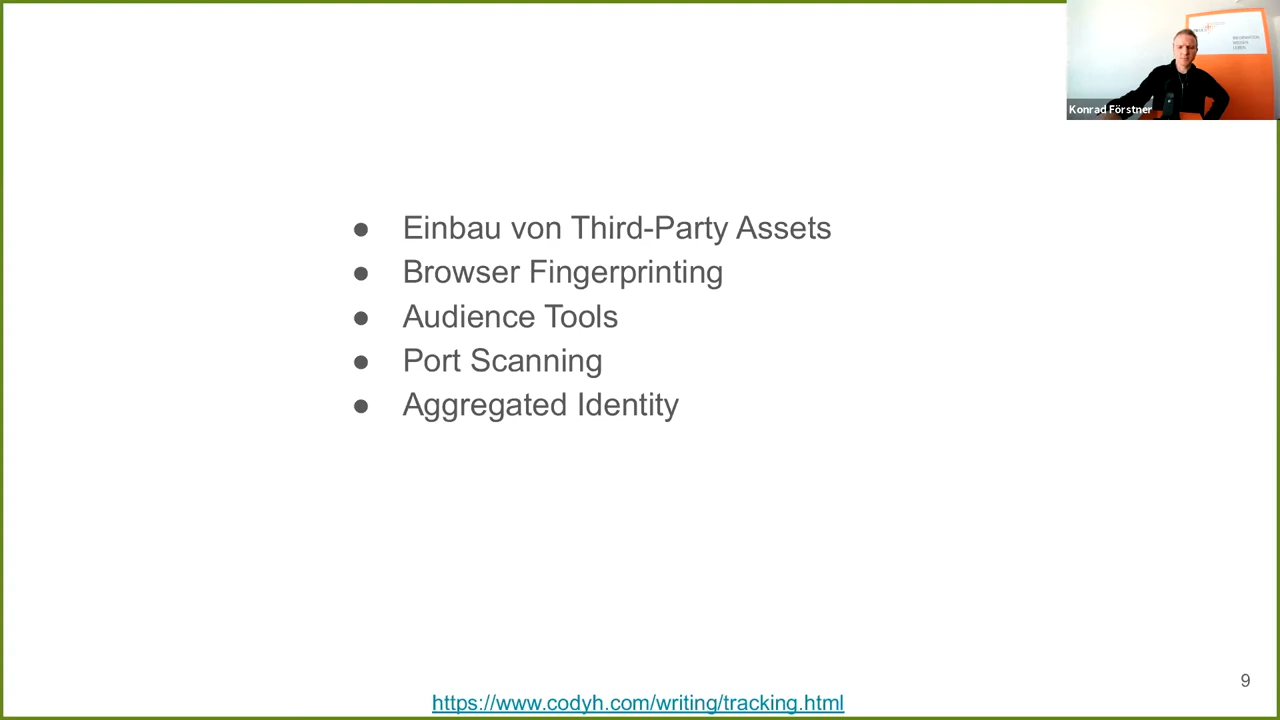 Konrad Förstner
● Einbau von Third-Party Assets
● Browser Fingerprinting
● Audience Tools
● Port Scanning
● Aggregated Identity
9
https://www.codyh.com/writing/tracking.html